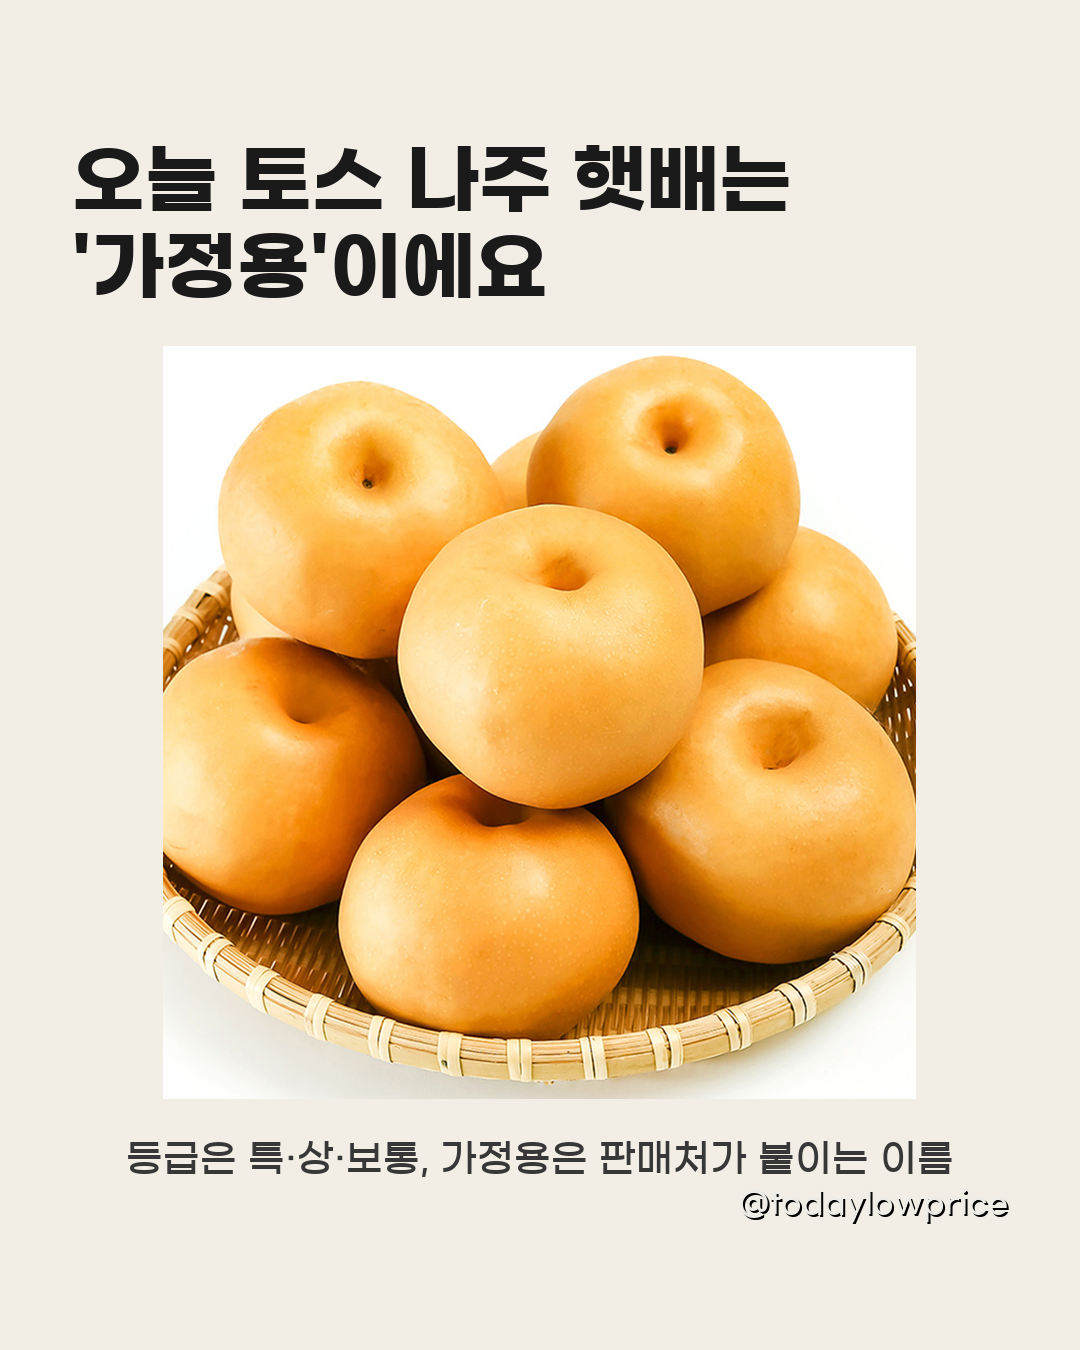 오늘 토스 나주 햇배는
'가정용'이에요
등급은 특·상·보통, 가정용은 판매처가 붙이는 이름
@todaylowprice